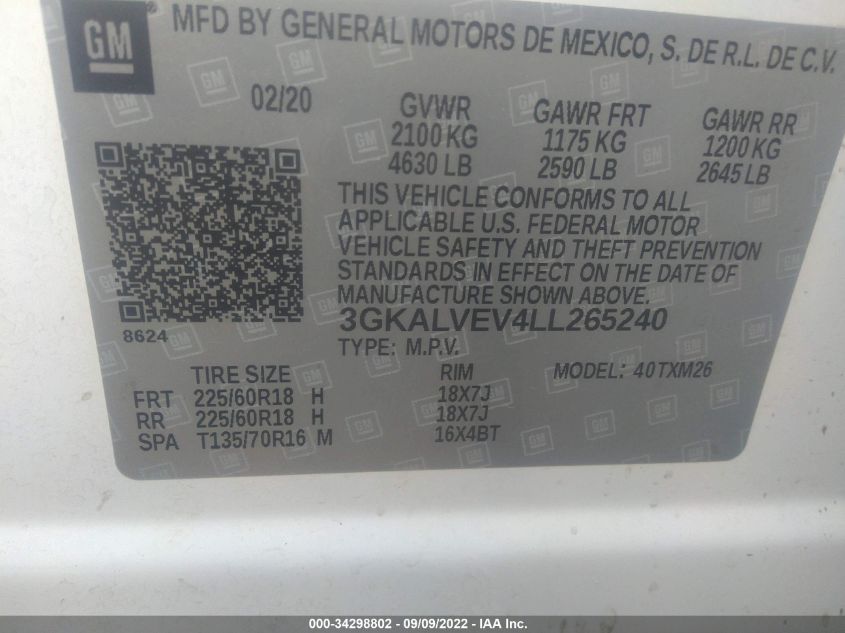 GM
®
MFD BY GENERAL MOTORS DE MEXICO, S. DE R.L. DE C.V.
02/20
GVWR GAWR FRT GAWR RR
2100 KG 1175 KG 1200 KG
4630 LB 2590 LB 2645 LB
THIS VEHICLE CONFORMS TO ALL
APPLICABLE U.S. FEDERAL MOTOR
VEHICLE SAFETY AND THEFT PREVENTION
STANDARDS IN EFFECT ON THE DATE OF
MANUFACTURE SHOWN ABOVE.
8624
3GKALVEV4LL265240
TYPE: M.P.V. MODEL: 40TXM26
TIRE SIZE RIM
FRT 225/60R18 H 18X7J
RR 225/60R18 H 18X7J
SPA T135/70R16 M 16X4BT
000-34298802 - 09/09/2022 - IAA Inc.